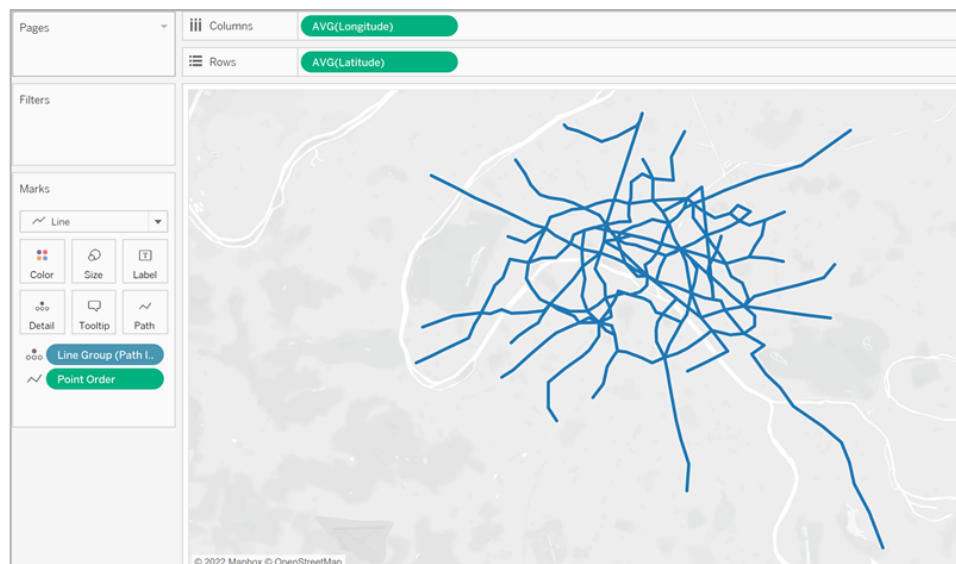 Pages
Columns
AVG(Longitude)
Rows
AVG(Latitude)
Filters
Marks
Line
Color
Size
Label
Detail
Tooltip
Path
Line Group (Path I..
Point Order
© 2022 Mapbox © OpenStreetMap